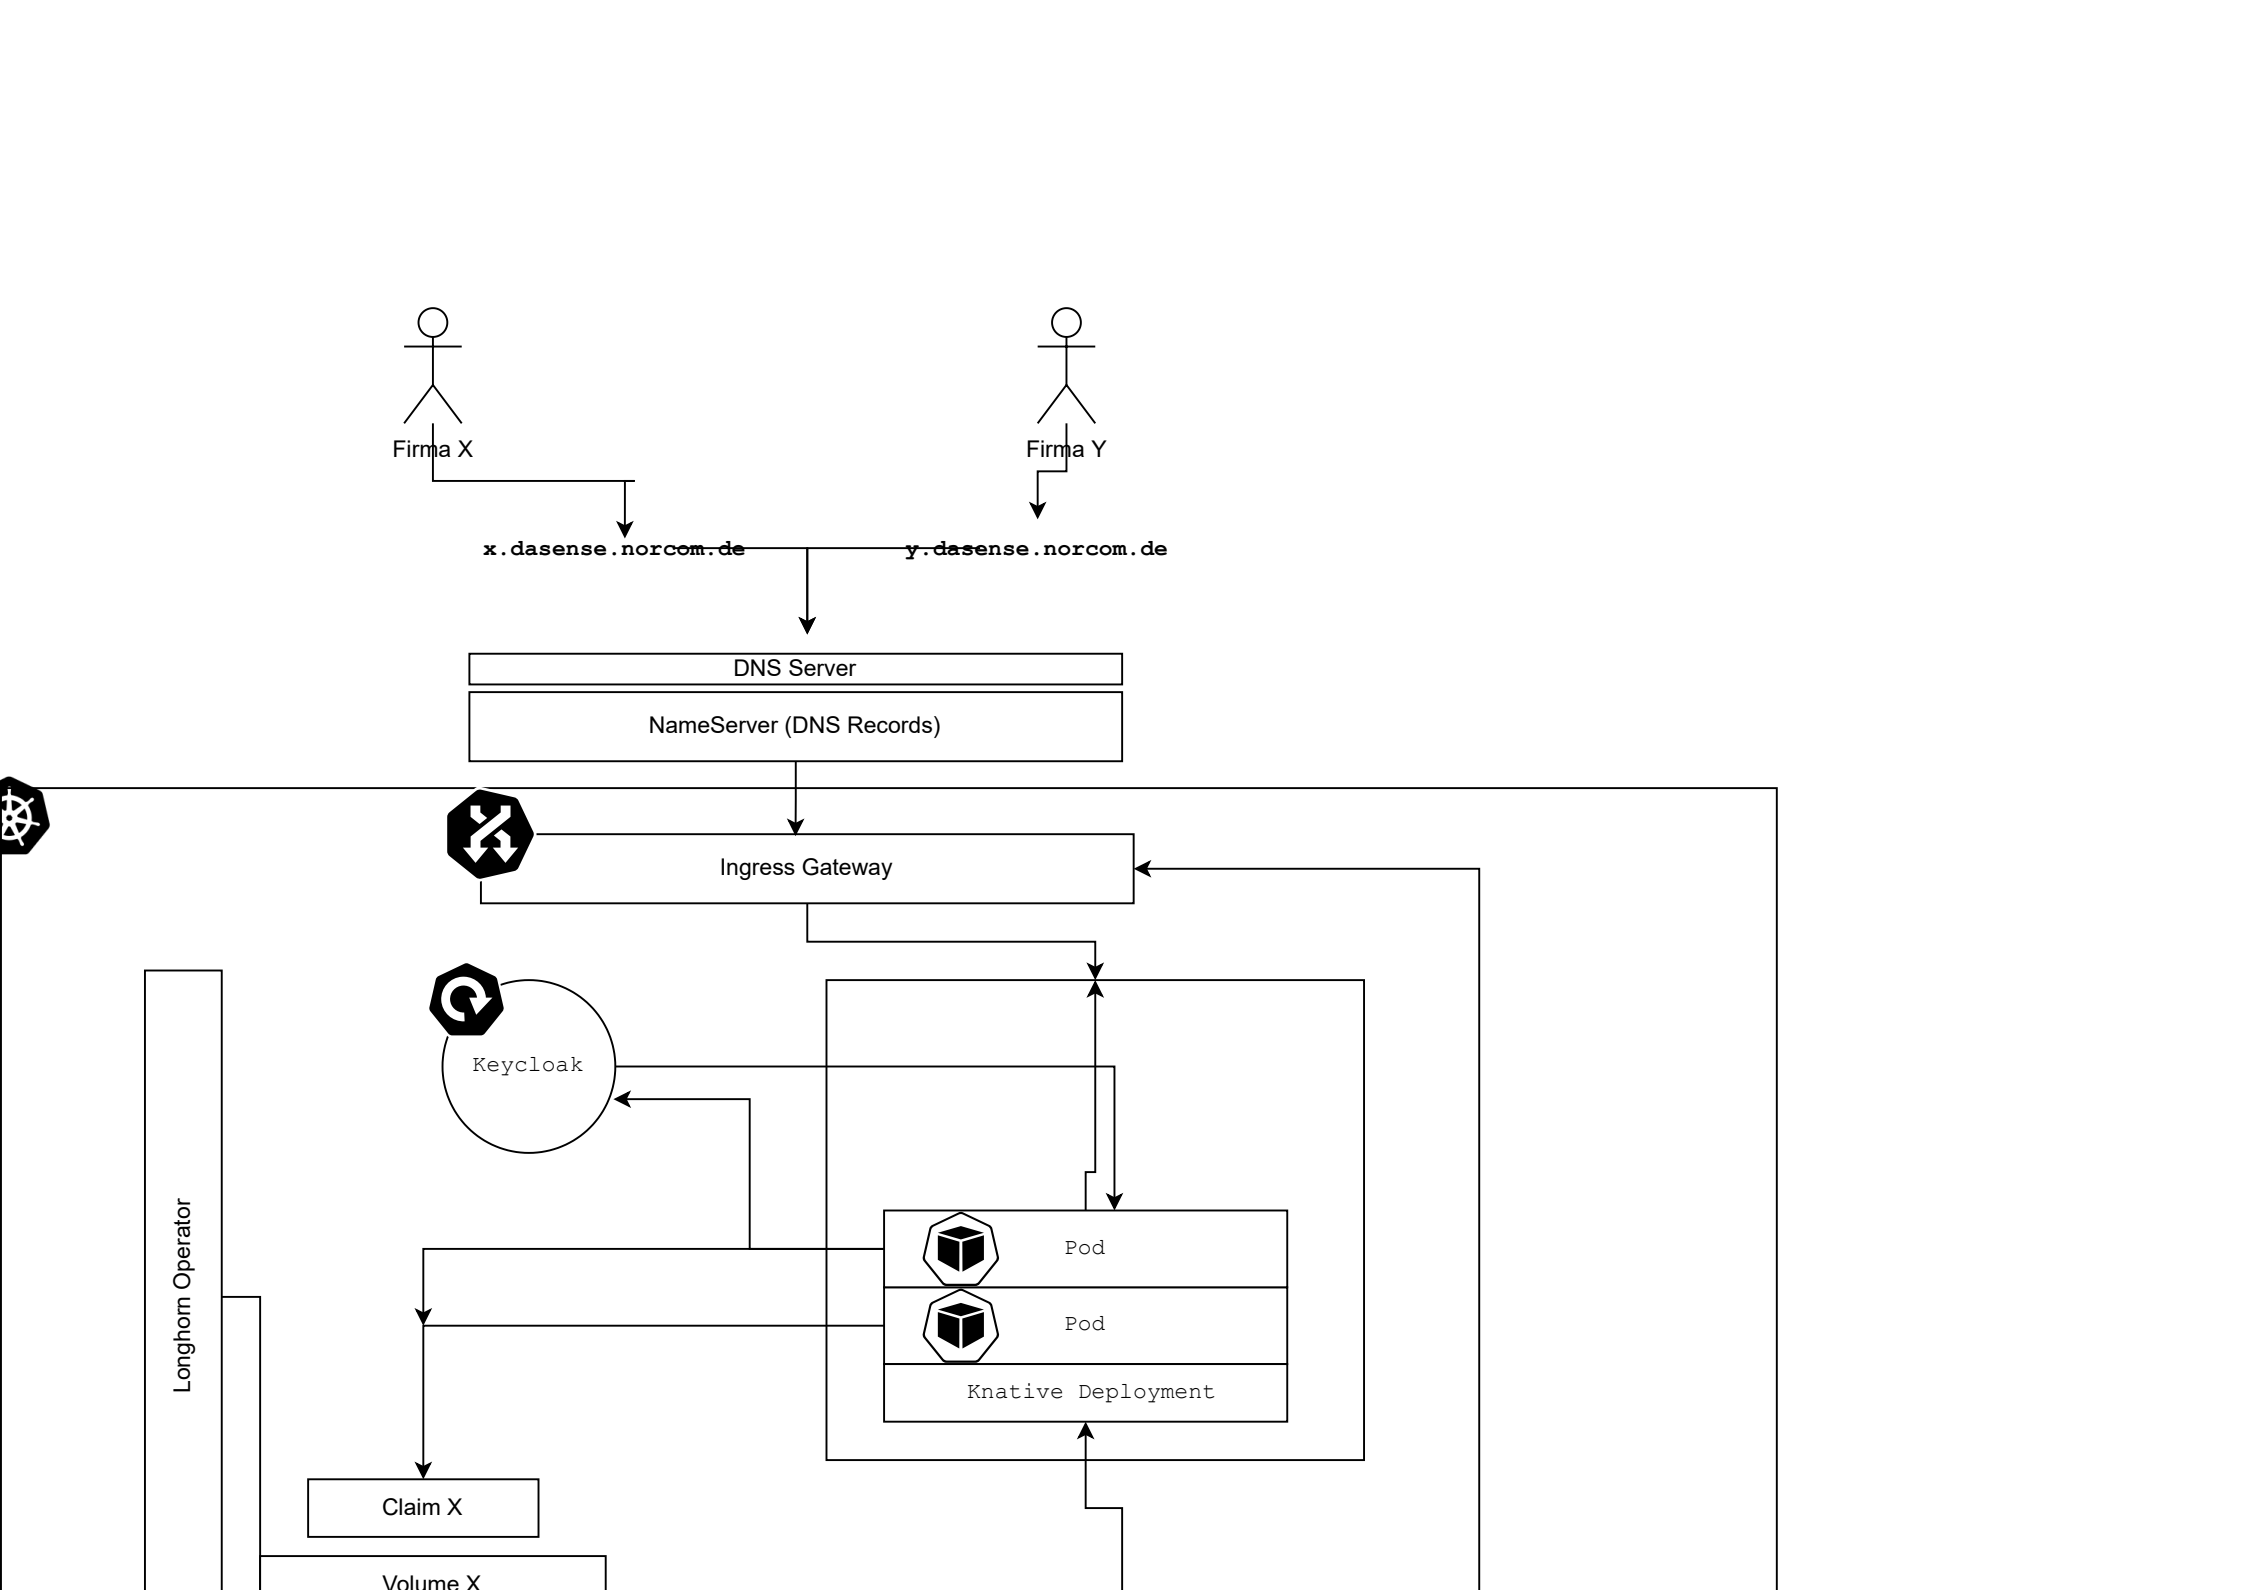 Firma X
Firma Y
x.dasense.norcom.de
y.dasense.norcom.de
DNS Server
NameServer (DNS Records)
Ingress Gateway
Keycloak
Longhorn Operator
Pod
Pod
Knative Deployment
Claim X
Volume X